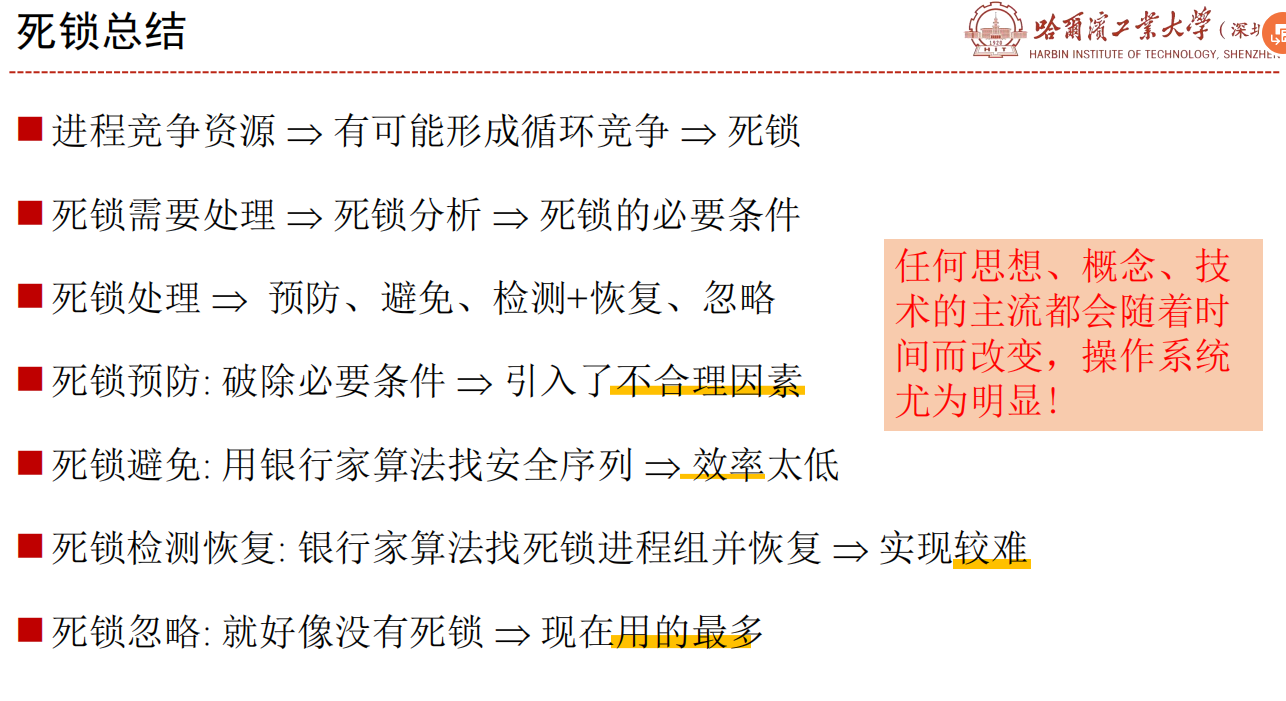 死锁总结
哈爾濱工業大學(深圳
HARBIN INSTITUTE OF TECHNOLOGY, SHENZHEN
1920
HIT
进程竞争资源 ⇒ 有可能形成循环竞争 ⇒ 死锁
死锁需要处理 ⇒ 死锁分析 ⇒ 死锁的必要条件
死锁处理 ⇒ 预防、避免、检测+恢复、忽略
死锁预防: 破除必要条件 ⇒ 引入了不合理因素
死锁避免: 用银行家算法找安全序列 ⇒ 效率太低
死锁检测恢复: 银行家算法找死锁进程组并恢复 ⇒ 实现较难
死锁忽略: 就好像没有死锁 ⇒ 现在用的最多
任何思想、概念、技
术的主流都会随着时
间而改变，操作系统
尤为明显！